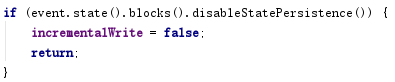 if (event.state().blocks().disableStatePersistence()) {
    incrementalWrite = false;
    return;
}